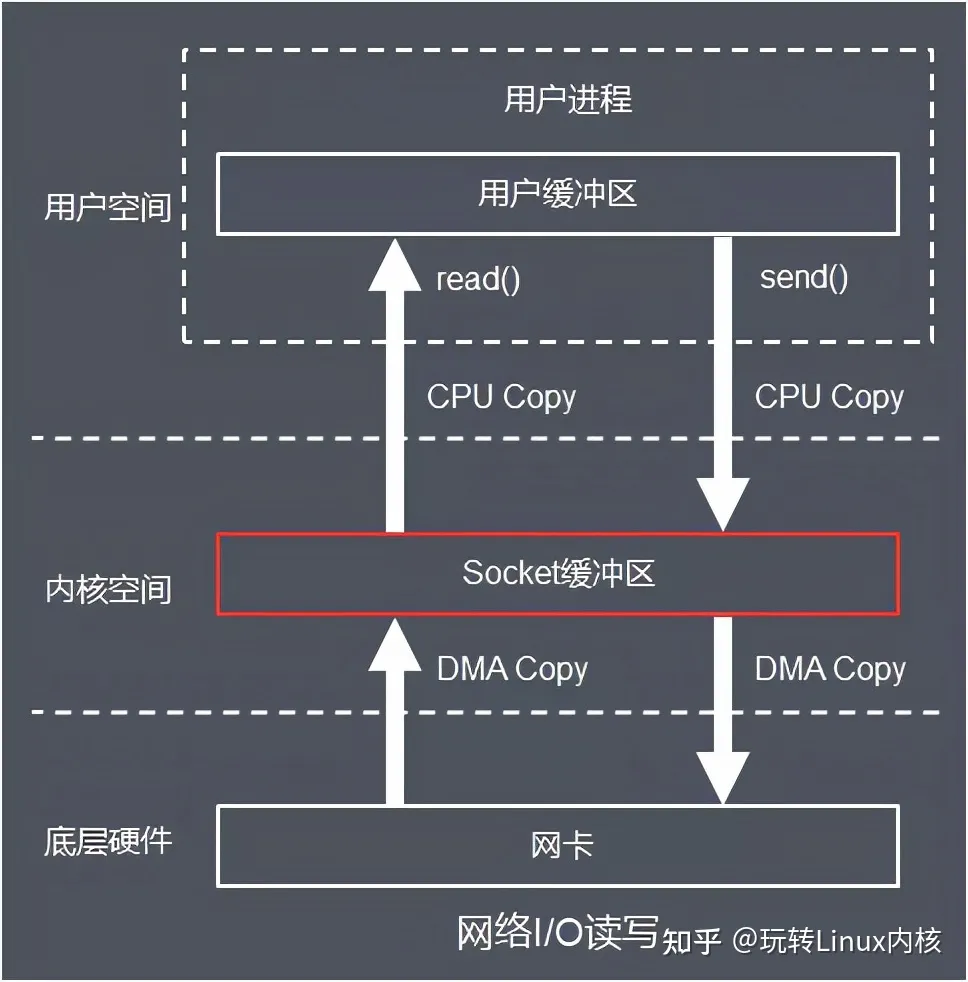 用户进程
用户缓冲区
用户空间
read()
send()
CPU Copy
CPU Copy
Socket缓冲区
内核空间
DMA Copy
DMA Copy
底层硬件
网卡
网络I/O读写
知乎 @玩转Linux内核